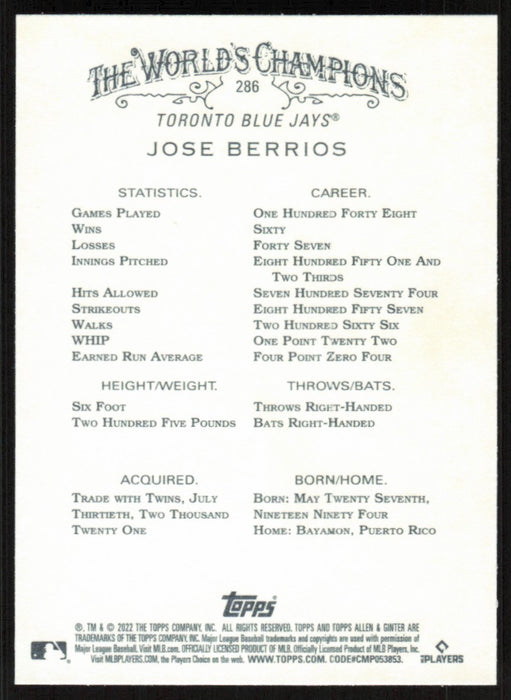 THE WORLD'S CHAMPIONS
286
TORONTO BLUE JAYS®
JOSE BERRIOS
STATISTICS. CAREER.
GAMES PLAYED ONE HUNDRED FORTY EIGHT
WINS SIXTY
LOSSES FORTY SEVEN
INNINGS PITCHED EIGHT HUNDRED FIFTY ONE AND
TWO THIRDS
HITS ALLOWED SEVEN HUNDRED SEVENTY FOUR
STRIKEOUTS EIGHT HUNDRED FIFTY SEVEN
WALKS TWO HUNDRED SIXTY SIX
WHIP ONE POINT TWENTY TWO
EARNED RUN AVERAGE FOUR POINT ZERO FOUR
HEIGHT/WEIGHT. THROWS/BATS.
SIX FOOT THROWS RIGHT-HANDED
TWO HUNDRED FIVE POUNDS BATS RIGHT-HANDED
ACQUIRED. BORN/HOME.
TRADE WITH TWINS, JULY BORN: MAY TWENTY SEVENTH,
THIRTIETH, TWO THOUSAND NINETEEN NINETY FOUR
TWENTY ONE HOME: BAYAMON, PUERTO RICO
Topps
®, TM & © 2022 THE TOPPS COMPANY, INC. ALL RIGHTS RESERVED. TOPPS AND TOPPS ALLEN & GINTER ARE
TRADEMARKS OF THE TOPPS COMPANY, INC. Major League Baseball trademarks and copyrights are used with permission of
Major League Baseball. Visit MLB.com. OFFICIALLY LICENSED PRODUCT OF MLB. Officially Licensed Product of MLB Players, Inc.
Visit MLBPLAYERS.COM, the Players Choice on the web. WWW.TOPPS.COM. CODE#CMP053853.
PLAYERS